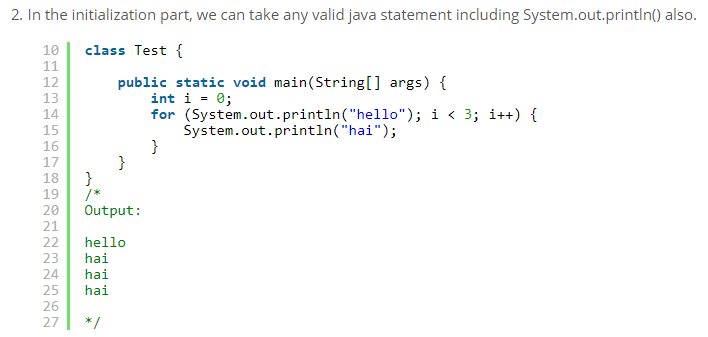 2. In the initialization part, we can take any valid java statement including System.out.println() also.
10 class Test {
11
12     public static void main(String[] args) {
13         int i = 0;
14         for (System.out.println("hello"); i < 3; i++) {
15             System.out.println("hai");
16         }
17     }
18 }
19 /*
20 Output:
21
22 hello
23 hai
24 hai
25 hai
26
27 */